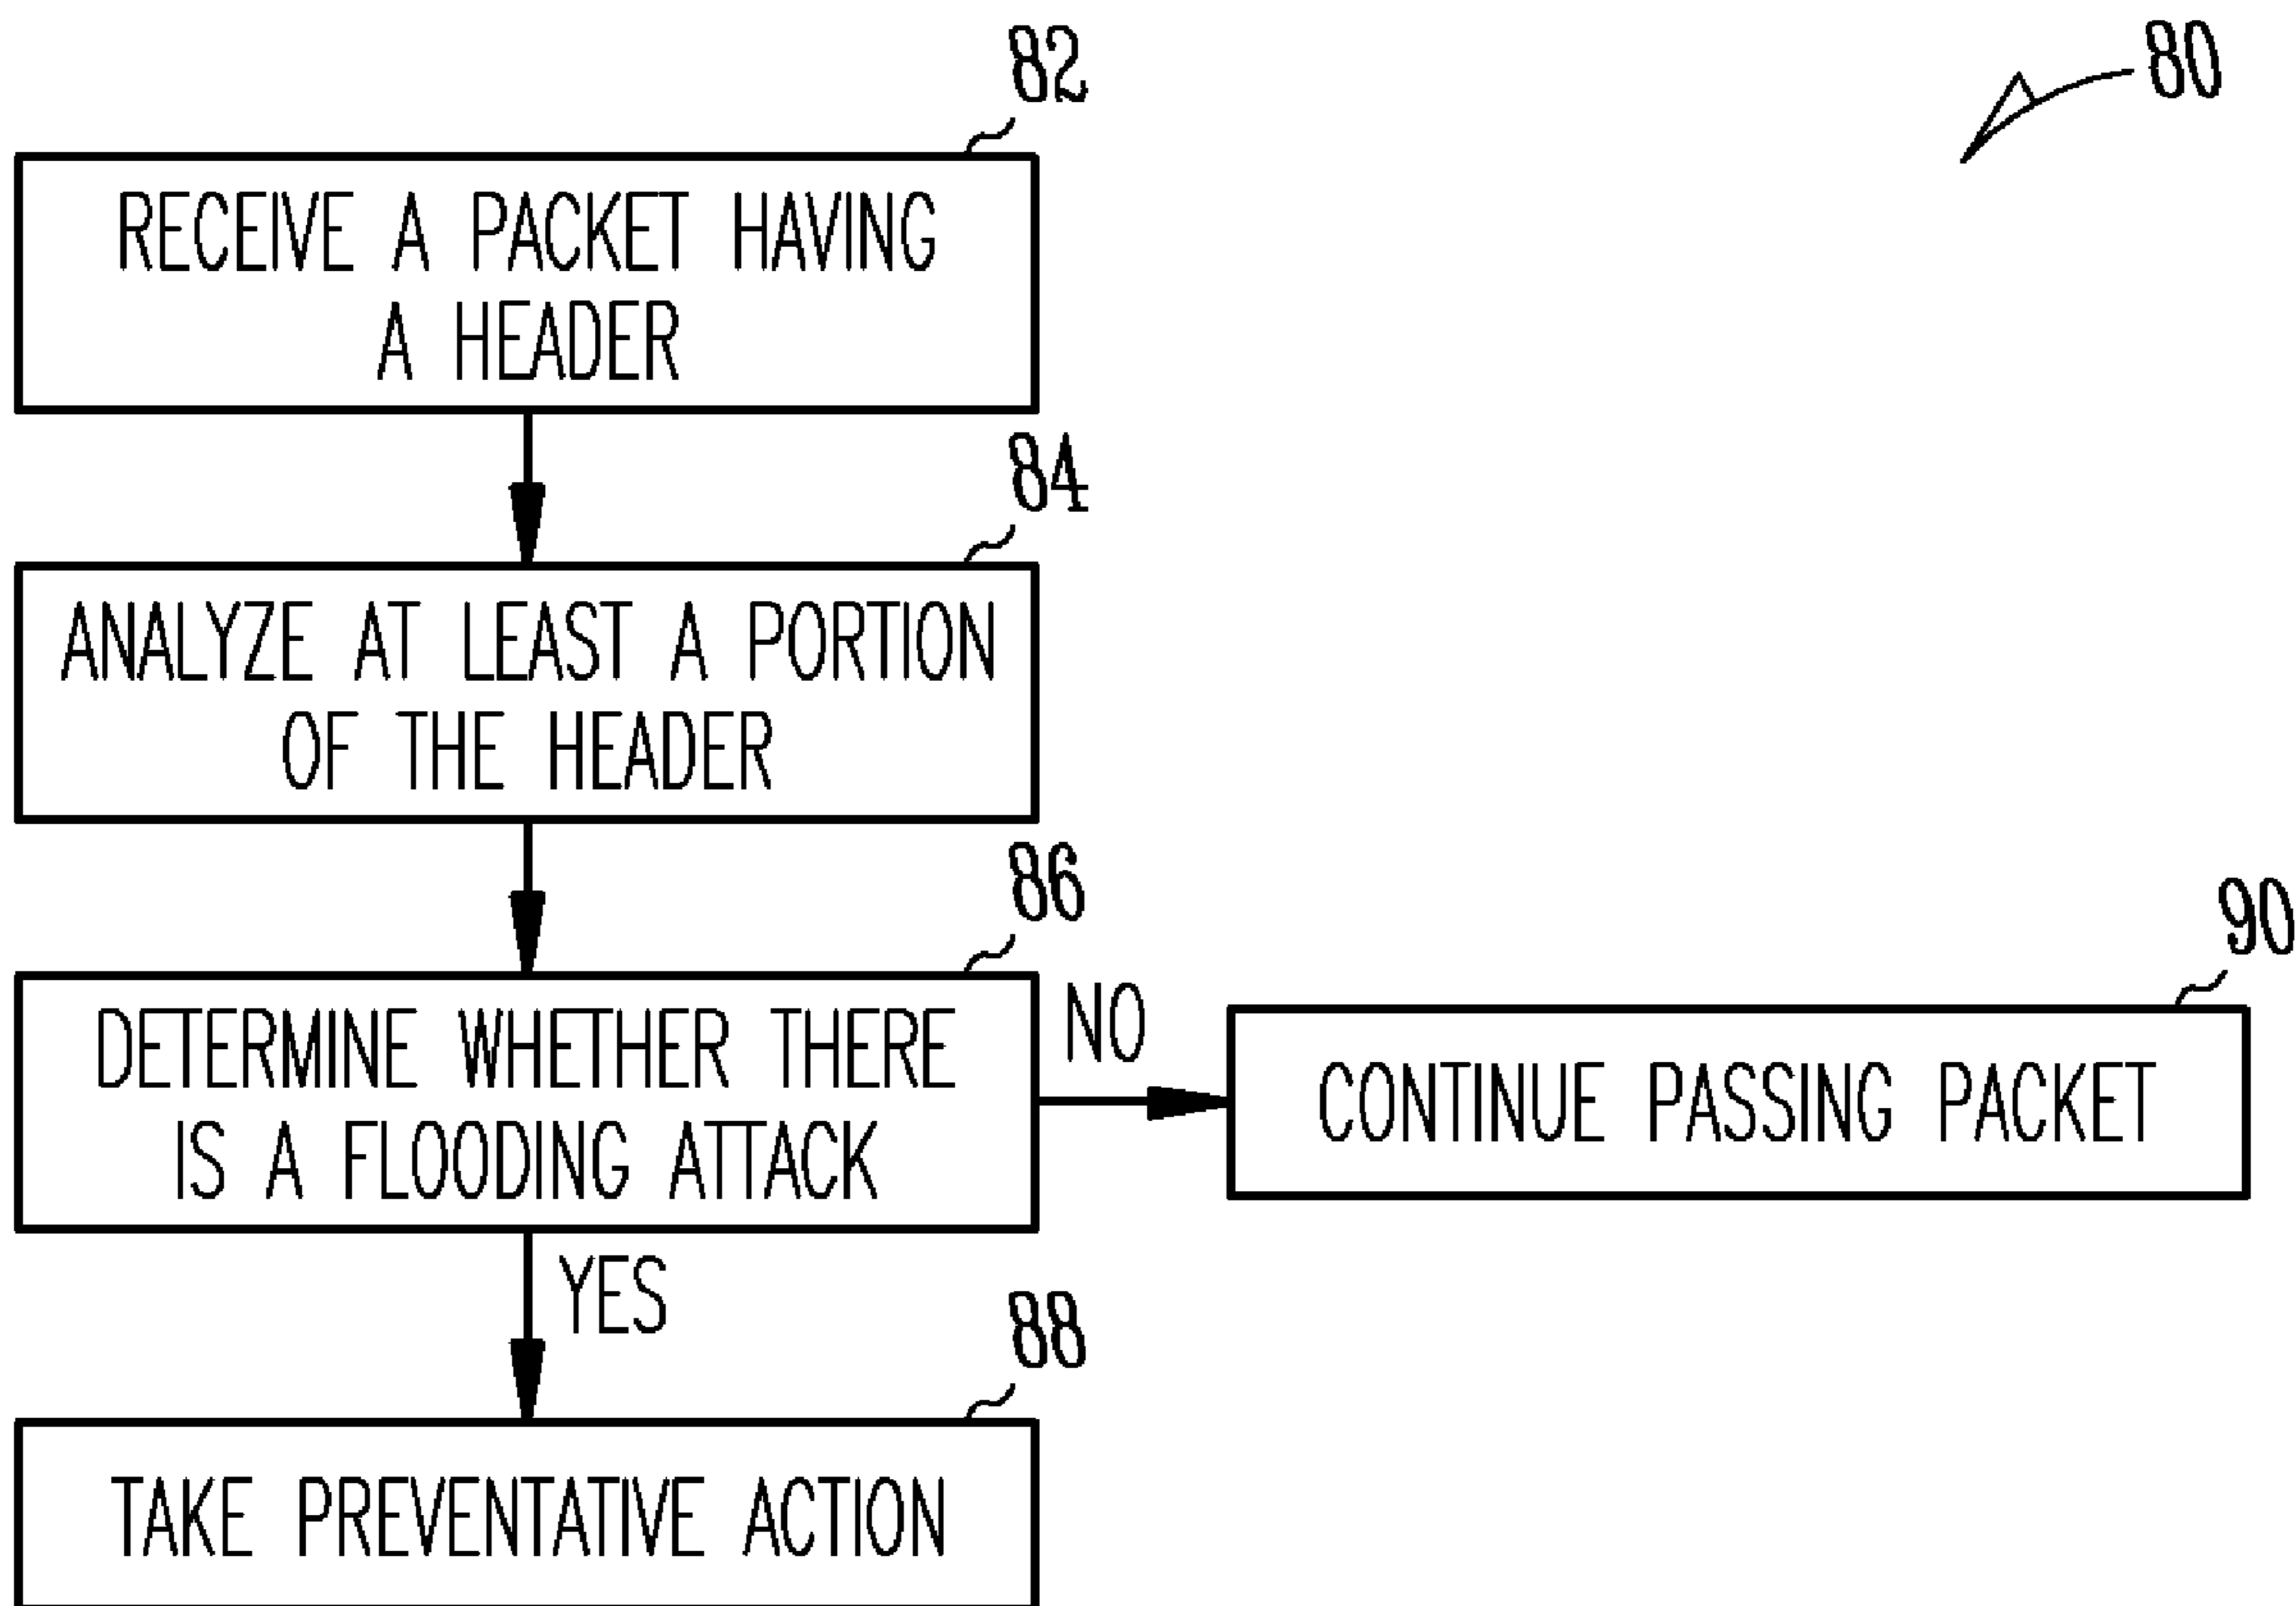 82
80
RECEIVE A PACKET HAVING
A HEADER
84
ANALYZE AT LEAST A PORTION
OF THE HEADER
86
90
DETERMINE WHETHER THERE
IS A FLOODING ATTACK
NO
CONTINUE PASSING PACKET
YES
88
TAKE PREVENTATIVE ACTION